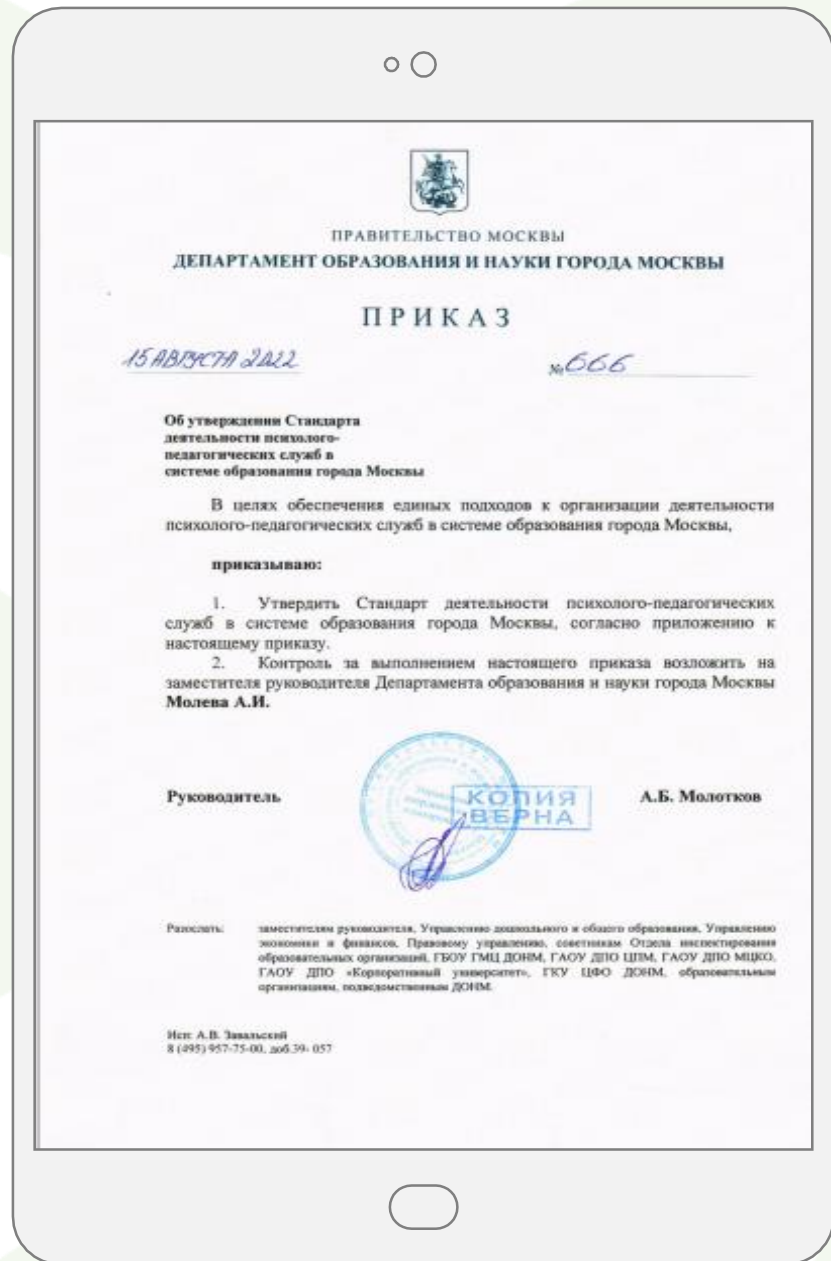 ПРАВИТЕЛЬСТВО МОСКВЫ
ДЕПАРТАМЕНТ ОБРАЗОВАНИЯ И НАУКИ ГОРОДА МОСКВЫ
ПРИКАЗ
15 АВГУСТА 2022
№ 666
Об утверждении Стандарта
деятельности психолого-
педагогических служб в
системе образования города Москвы
В целях обеспечения единых подходов к организации деятельности
психолого-педагогических служб в системе образования города Москвы,
приказываю:
1. Утвердить Стандарт деятельности психолого-педагогических
служб в системе образования города Москвы, согласно приложению к
настоящему приказу.
2. Контроль за выполнением настоящего приказа возложить на
заместителя руководителя Департамента образования и науки города Москвы
Молева А.И.
Руководитель
КОПИЯ
ВЕРНА
А.Б. Молотков
Разослать: заместителям руководителя, Управлению дошкольного и общего образования, Управлению
экономики и финансов, Правовому управлению, советникам Отдела инспектирования
образовательных организаций, ГБОУ ГМЦ ДОНМ, ГАОУ ДПО ЦПМ, ГАОУ ДПО МЦКО,
ГАОУ ДПО «Корпоративный университет», ГКУ ЦФО ДОНМ, образовательным
организациям, подведомственным ДОНМ.
Исп: А.В. Завальский
8 (495) 957-75-00, доб.39- 057